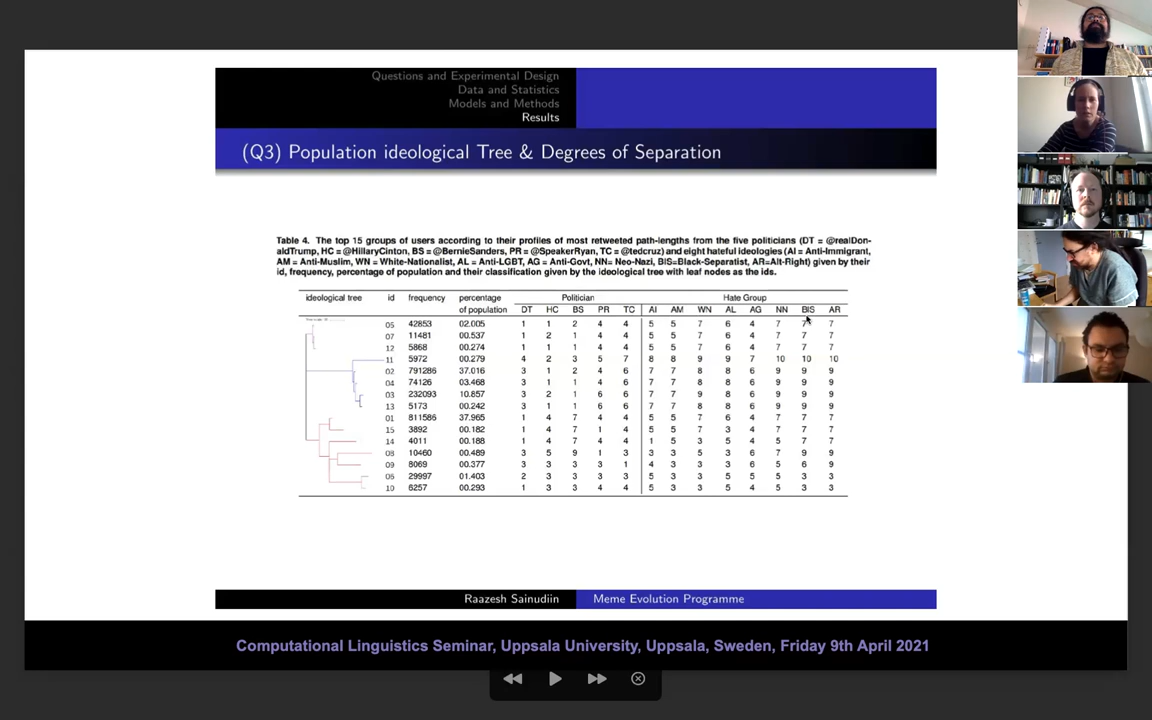 Questions and Experimental Design
Data and Statistics
Models and Methods
Results
(Q3) Population ideological Tree & Degrees of Separation
Table 4. The top 15 groups of users according to their profiles of most retweeted path-lengths from the five politicians (DT = @realDon-
aldTrump, HC = @HillaryCinton, BS = @BernieSanders, PR = @SpeakerRyan, TC = @tedcruz) and eight hateful ideologies (AI = Anti-Immigrant,
AM = Anti-Muslim, WN = White-Nationalist, AL = Anti-LGBT, AG = Anti-Govt, NN= Neo-Nazi, BlS=Black-Separatist, AR=Alt-Right) given by their
id, frequency, percentage of population and their classification given by the ideological tree with leaf nodes as the ids.
ideological tree id frequency percentage Politician Hate Group
of population DT HC BS PR TC AI AM WN AL AG NN BlS AR
05 42853 02.005 1 1 2 4 4 5 5 7 6 4 7 7 7
07 11481 00.537 1 2 1 4 4 5 5 7 6 4 7 7 7
12 5868 00.274 1 1 1 4 4 5 5 7 6 4 7 7 7
11 5972 00.279 4 2 3 5 7 8 8 9 9 7 10 10 10
02 791286 37.016 3 1 2 4 6 7 7 8 8 6 9 9 9
04 74126 03.468 3 1 1 4 6 7 7 8 8 6 9 9 9
03 232093 10.857 3 2 1 6 6 7 7 9 8 6 9 9 9
13 5173 00.242 3 1 1 6 6 7 7 8 8 6 9 9 9
01 811586 37.965 1 4 7 4 4 5 5 7 6 4 7 7 7
15 3892 00.182 1 4 7 1 4 5 5 7 3 4 7 7 7
14 4011 00.188 1 4 7 4 4 1 5 3 5 4 5 7 7
08 10460 00.489 3 5 9 1 3 3 3 5 3 6 7 9 9
09 8069 00.377 3 3 3 3 1 4 3 3 3 6 5 6 9
06 29997 01.403 2 3 3 3 3 5 3 3 5 5 5 3 3
10 6257 00.293 1 3 3 4 4 5 3 3 5 4 5 3 3
Raazesh Sainudiin Meme Evolution Programme
Computational Linguistics Seminar, Uppsala University, Uppsala, Sweden, Friday 9th April 2021